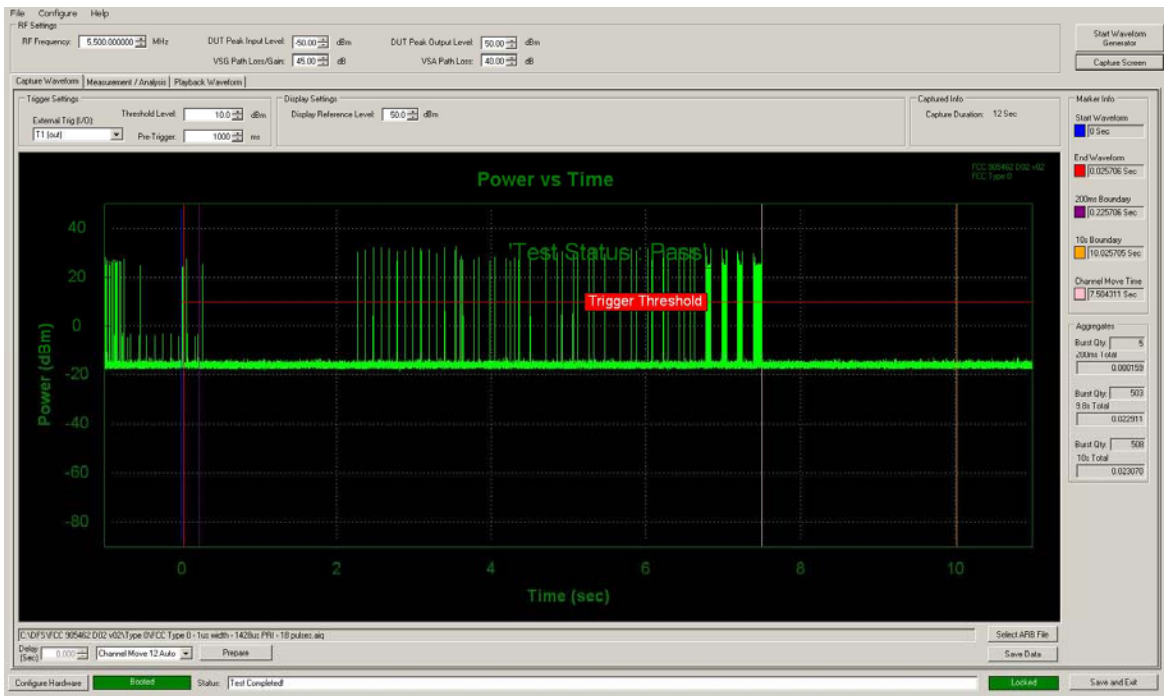 File Configure Help
RF Settings
RF Frequency: 5,500.000000 MHz DUT Peak Input Level: -50.00 dBm DUT Peak Output Level: 50.00 dBm
VSG Path Loss/Gain: 45.00 dB VSA Path Loss: 40.00 dB
Start Waveform Generator
Capture Screen
Capture Waveform Measurement / Analysis Playback Waveform
Trigger Settings
External Trig (I/O): Threshold Level: 10.0 dBm
T1 (out) Pre-Trigger: 1000 ms
Display Settings
Display Reference Level: 50.0 dBm
Captured Info
Capture Duration: 12 Sec
Marker Info
Start Waveform
0 Sec
End Waveform
0.025706 Sec
200ms Boundary
0.225706 Sec
10s Boundary
10.025705 Sec
Channel Move Time
7.504311 Sec
Aggregates
Burst Qty: 5
200ms Total
0.000159
Burst Qty: 503
9.8s Total
0.022911
Burst Qty: 508
10s Total
0.023070
Power vs Time
FCC 905462 D02 v02
FCC Type 0
'Test Status : Pass'
Trigger Threshold
40
20
0
-20
-40
-60
-80
Power (dBm)
0 2 4 6 8 10
Time (sec)
C:\DFS\FCC 905462 D02 v02\Type 0\FCC Type 0 - 1us width - 1428us PRI - 18 pulses.aiq
Select ARB File
Delay (Sec) 0.000 Channel Move 12 Auto Prepare
Save Data
Configure Hardware Booted Status: Test Completed! Locked Save and Exit